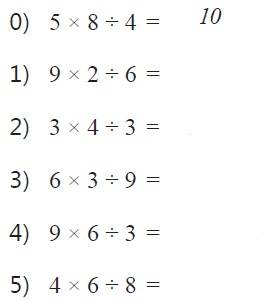 0) 5 × 8 ÷ 4 = 10
1) 9 × 2 ÷ 6 =
2) 3 × 4 ÷ 3 =
3) 6 × 3 ÷ 9 =
4) 9 × 6 ÷ 3 =
5) 4 × 6 ÷ 8 =